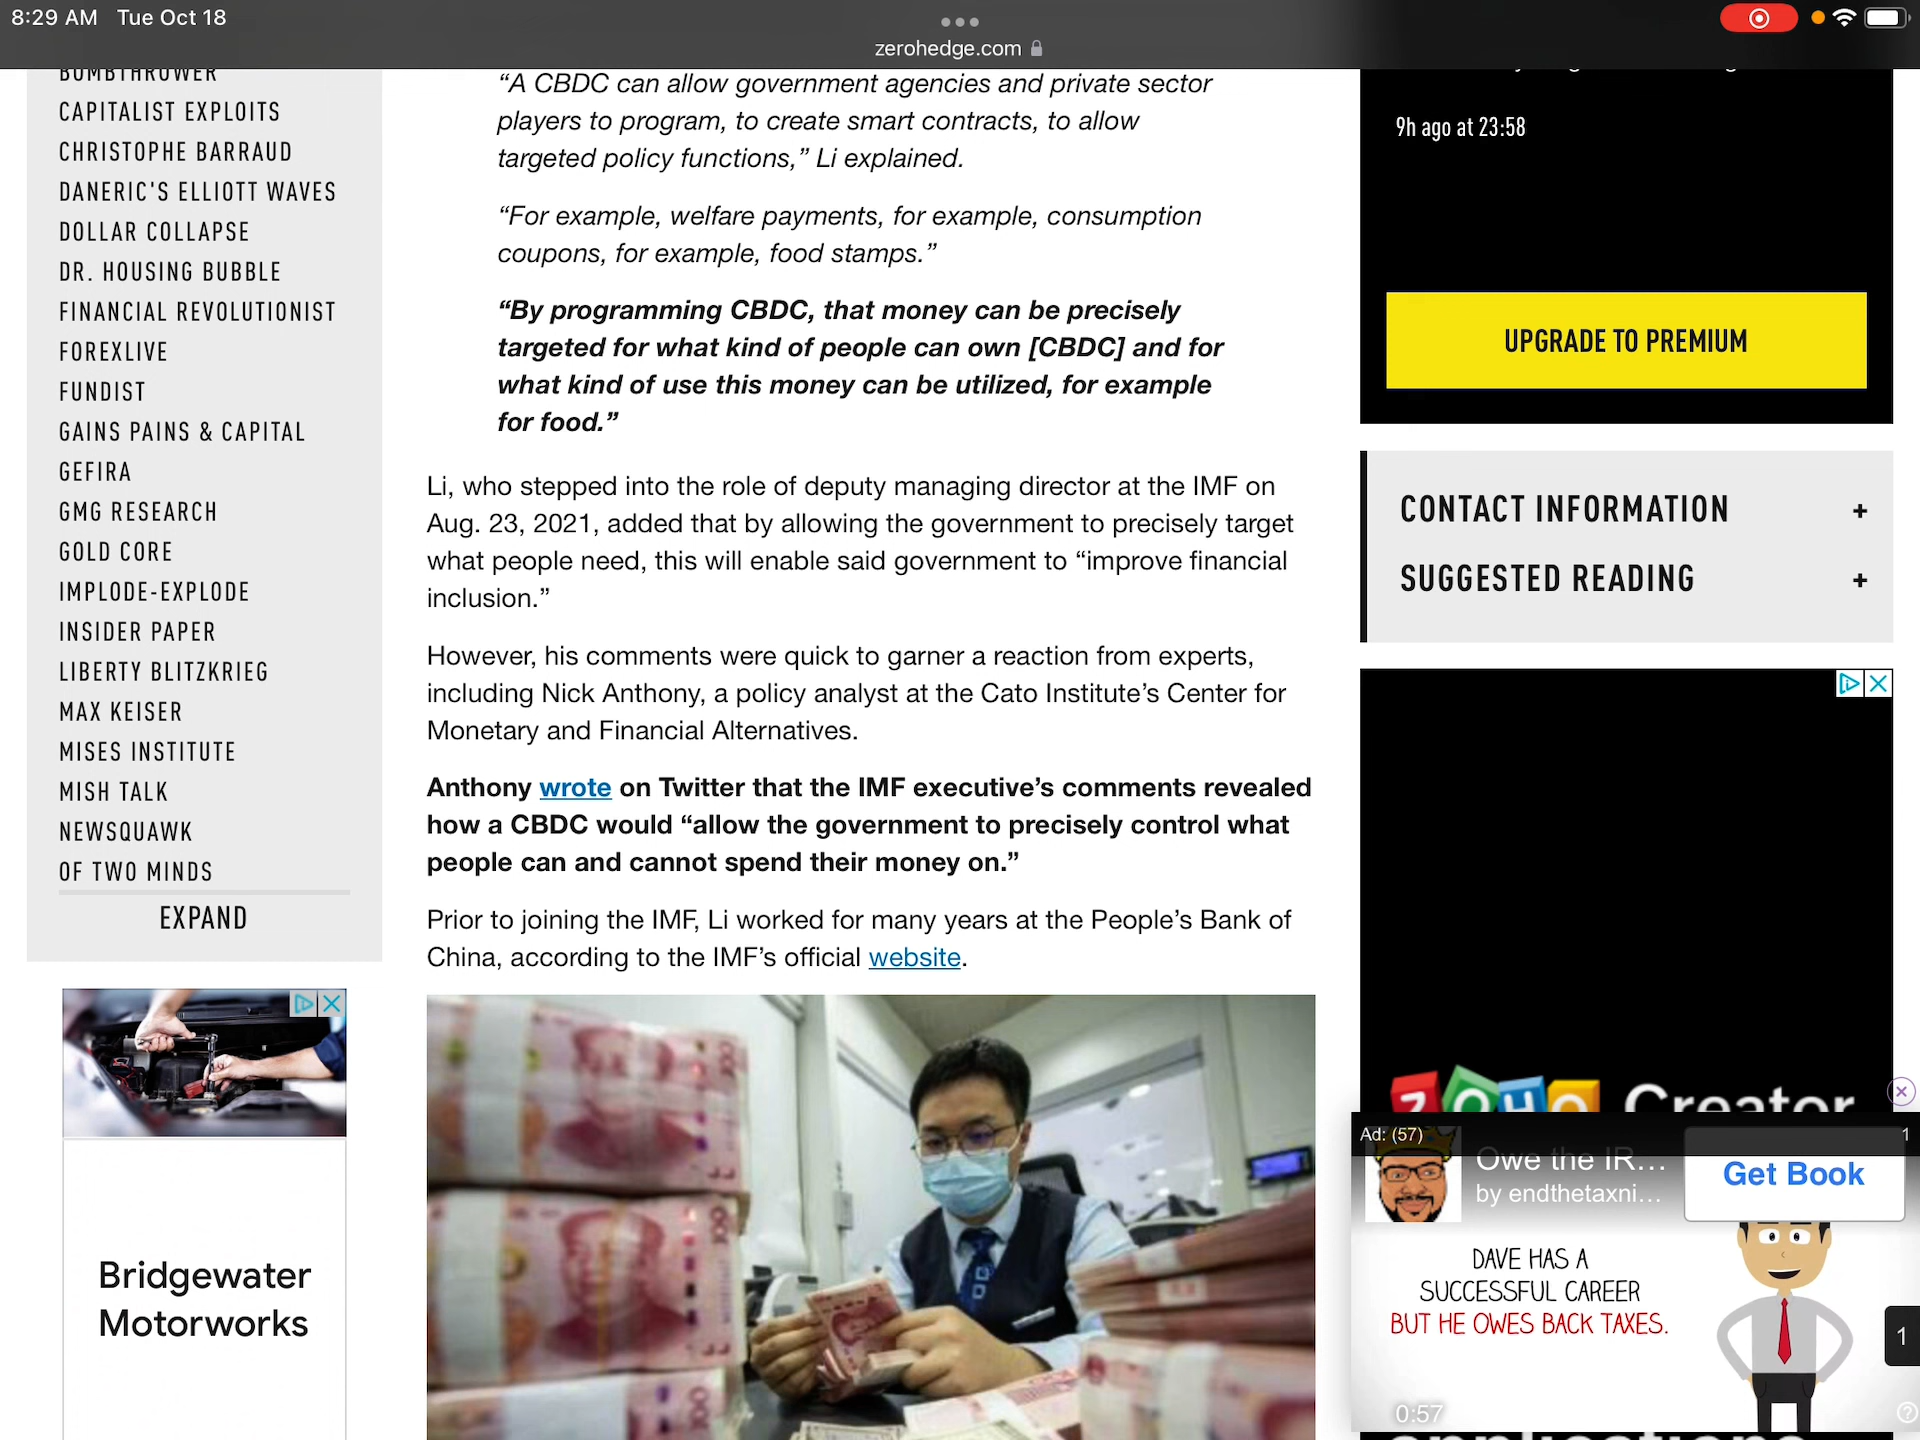 8:29 AM Tue Oct 18
zerohedge.com
BOMBTHROWER
CAPITALIST EXPLOITS
CHRISTOPHE BARRAUD
DANERIC'S ELLIOTT WAVES
DOLLAR COLLAPSE
DR. HOUSING BUBBLE
FINANCIAL REVOLUTIONIST
FOREXLIVE
FUNDIST
GAINS PAINS & CAPITAL
GEFIRA
GMG RESEARCH
GOLD CORE
IMPLODE-EXPLODE
INSIDER PAPER
LIBERTY BLITZKRIEG
MAX KEISER
MISES INSTITUTE
MISH TALK
NEWSQUAWK
OF TWO MINDS
EXPAND
Bridgewater
Motorworks
“A CBDC can allow government agencies and private sector
players to program, to create smart contracts, to allow
targeted policy functions,” Li explained.
“For example, welfare payments, for example, consumption
coupons, for example, food stamps.”
“By programming CBDC, that money can be precisely
targeted for what kind of people can own [CBDC] and for
what kind of use this money can be utilized, for example
for food.”
Li, who stepped into the role of deputy managing director at the IMF on
Aug. 23, 2021, added that by allowing the government to precisely target
what people need, this will enable said government to “improve financial
inclusion.”
However, his comments were quick to garner a reaction from experts,
including Nick Anthony, a policy analyst at the Cato Institute’s Center for
Monetary and Financial Alternatives.
Anthony wrote on Twitter that the IMF executive’s comments revealed
how a CBDC would “allow the government to precisely control what
people can and cannot spend their money on.”
Prior to joining the IMF, Li worked for many years at the People’s Bank of
China, according to the IMF’s official website.
100
9h ago at 23:58
UPGRADE TO PREMIUM
CONTACT INFORMATION +
SUGGESTED READING +
ZOHO Creator
Ad: (57) 1
Owe the IR...
by endthetaxni...
Get Book
DAVE HAS A
SUCCESSFUL CAREER
BUT HE OWES BACK TAXES.
1
0:57
applications